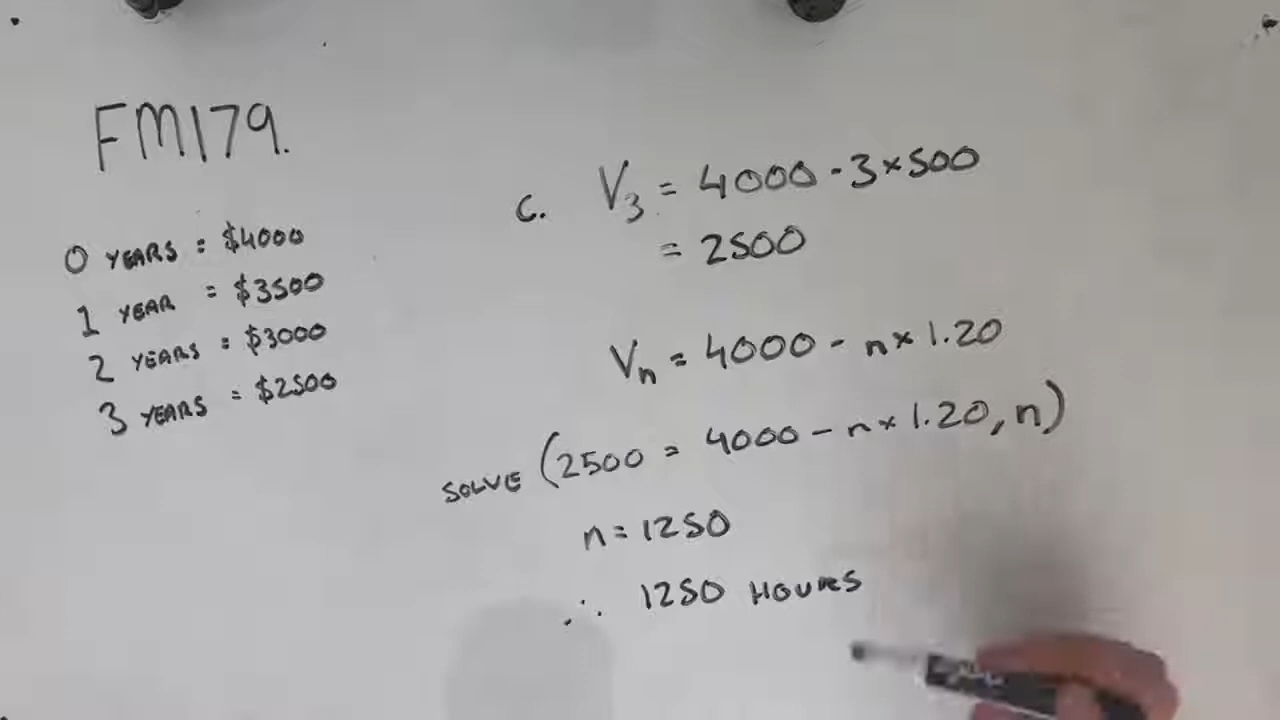 FM179.
0 YEARS = $4000
1 YEAR = $3500
2 YEARS = $3000
3 YEARS = $2500
c. V₃ = 4000 - 3×500
= 2500
Vₙ = 4000 - n×1.20
SOLVE (2500 = 4000 - n×1.20, n)
n = 1250
∴ 1250 HOURS